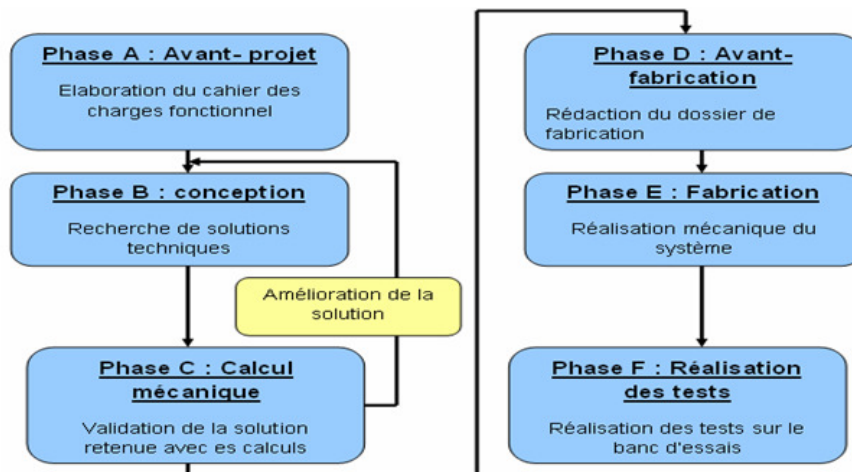 Phase A : Avant- projet
Elaboration du cahier des
charges fonctionnel
Phase B : conception
Recherche de solutions
techniques
Amélioration de la
solution
Phase C : Calcul
mécanique
Validation de la solution
retenue avec es calculs
Phase D : Avant-
fabrication
Rédaction du dossier de
fabrication
Phase E : Fabrication
Réalisation mécanique du
système
Phase F : Réalisation
des tests
Réalisation des tests sur le
banc d'essais